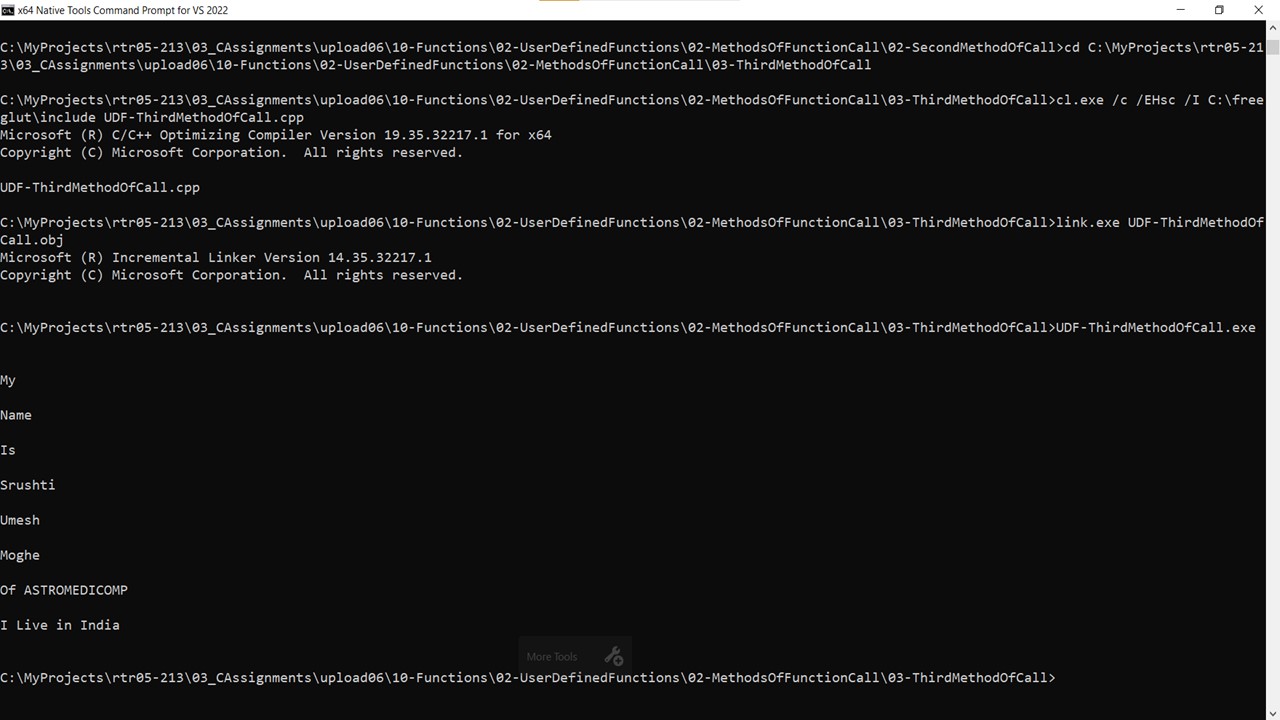 x64 Native Tools Command Prompt for VS 2022
C:\MyProjects\rtr05-213\03_CAssignments\upload06\10-Functions\02-UserDefinedFunctions\02-MethodsOfFunctionCall\02-SecondMethodOfCall>cd C:\MyProjects\rtr05-21
3\03_CAssignments\upload06\10-Functions\02-UserDefinedFunctions\02-MethodsOfFunctionCall\03-ThirdMethodOfCall
C:\MyProjects\rtr05-213\03_CAssignments\upload06\10-Functions\02-UserDefinedFunctions\02-MethodsOfFunctionCall\03-ThirdMethodOfCall>cl.exe /c /EHsc /I C:\free
glut\include UDF-ThirdMethodOfCall.cpp
Microsoft (R) C/C++ Optimizing Compiler Version 19.35.32217.1 for x64
Copyright (C) Microsoft Corporation.  All rights reserved.
UDF-ThirdMethodOfCall.cpp
C:\MyProjects\rtr05-213\03_CAssignments\upload06\10-Functions\02-UserDefinedFunctions\02-MethodsOfFunctionCall\03-ThirdMethodOfCall>link.exe UDF-ThirdMethodOf
Call.obj
Microsoft (R) Incremental Linker Version 14.35.32217.1
Copyright (C) Microsoft Corporation.  All rights reserved.
C:\MyProjects\rtr05-213\03_CAssignments\upload06\10-Functions\02-UserDefinedFunctions\02-MethodsOfFunctionCall\03-ThirdMethodOfCall>UDF-ThirdMethodOfCall.exe
My
Name
Is
Srushti
Umesh
Moghe
Of ASTROMEDICOMP
I Live in India
More Tools
C:\MyProjects\rtr05-213\03_CAssignments\upload06\10-Functions\02-UserDefinedFunctions\02-MethodsOfFunctionCall\03-ThirdMethodOfCall>